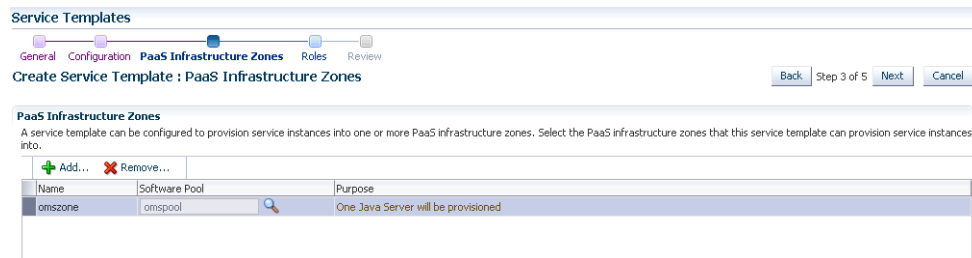 Service Templates
General Configuration PaaS Infrastructure Zones Roles Review
Create Service Template : PaaS Infrastructure Zones
Back Step 3 of 5 Next Cancel
PaaS Infrastructure Zones
A service template can be configured to provision service instances into one or more PaaS infrastructure zones. Select the PaaS infrastructure zones that this service template can provision service instances
into.
Add... Remove...
Name Software Pool Purpose
omszone omspool One Java Server will be provisioned